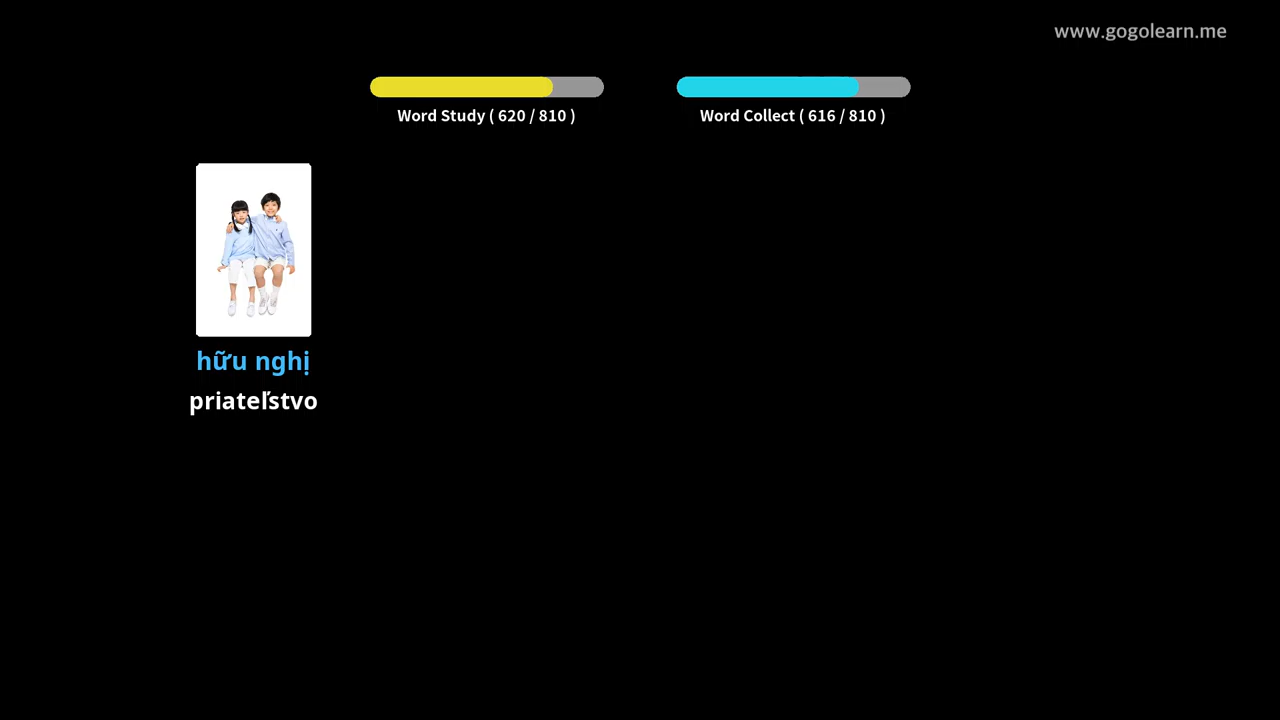 www.gogolearn.me
Word Study ( 620 / 810 )
Word Collect ( 616 / 810 )
hữu nghị
priateľstvo